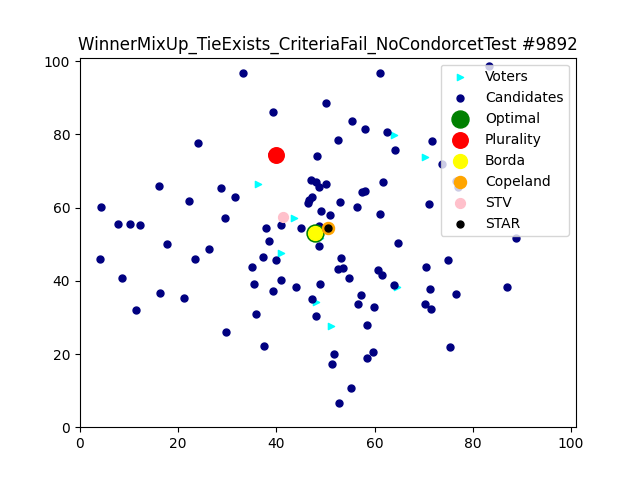 WinnerMixUp_TieExists_CriteriaFail_NoCondorcetTest #9892
100
80
60
40
20
0
0
20
40
60
80
100
Voters
Candidates
Optimal
Plurality
Borda
Copeland
STV
STAR